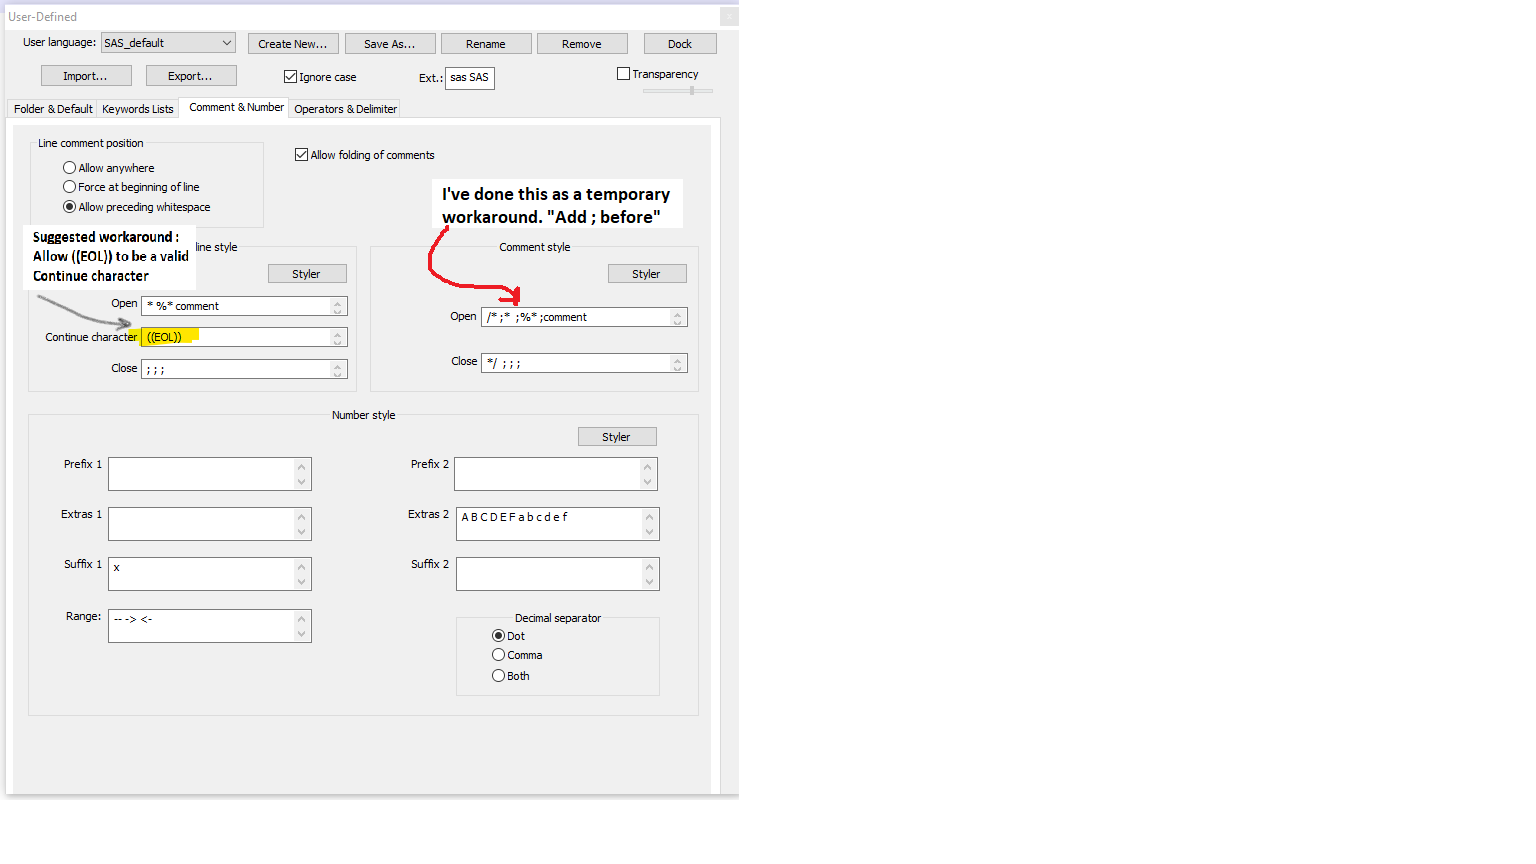 User-Defined
User language: SAS_default Create New... Save As... Rename Remove Dock
Import... Export... Ignore case Ext.: sas SAS Transparency
Folder & Default Keywords Lists Comment & Number Operators & Delimiter
Line comment position
Allow anywhere
Force at beginning of line
Allow preceding whitespace
Allow folding of comments
I've done this as a temporary
workaround. "Add ; before"
Suggested workaround :
Allow ((EOL)) to be a valid
Continue character
line style
Styler
Open * %* comment
Continue character ((EOL))
Close ; ; ;
Comment style
Styler
Open /* ;* ;%* ;comment
Close */ ; ; ;
Number style
Styler
Prefix 1
Prefix 2
Extras 1
Extras 2 A B C D E F a b c d e f
Suffix 1 x
Suffix 2
Range: -- -> <-
Decimal separator
Dot
Comma
Both